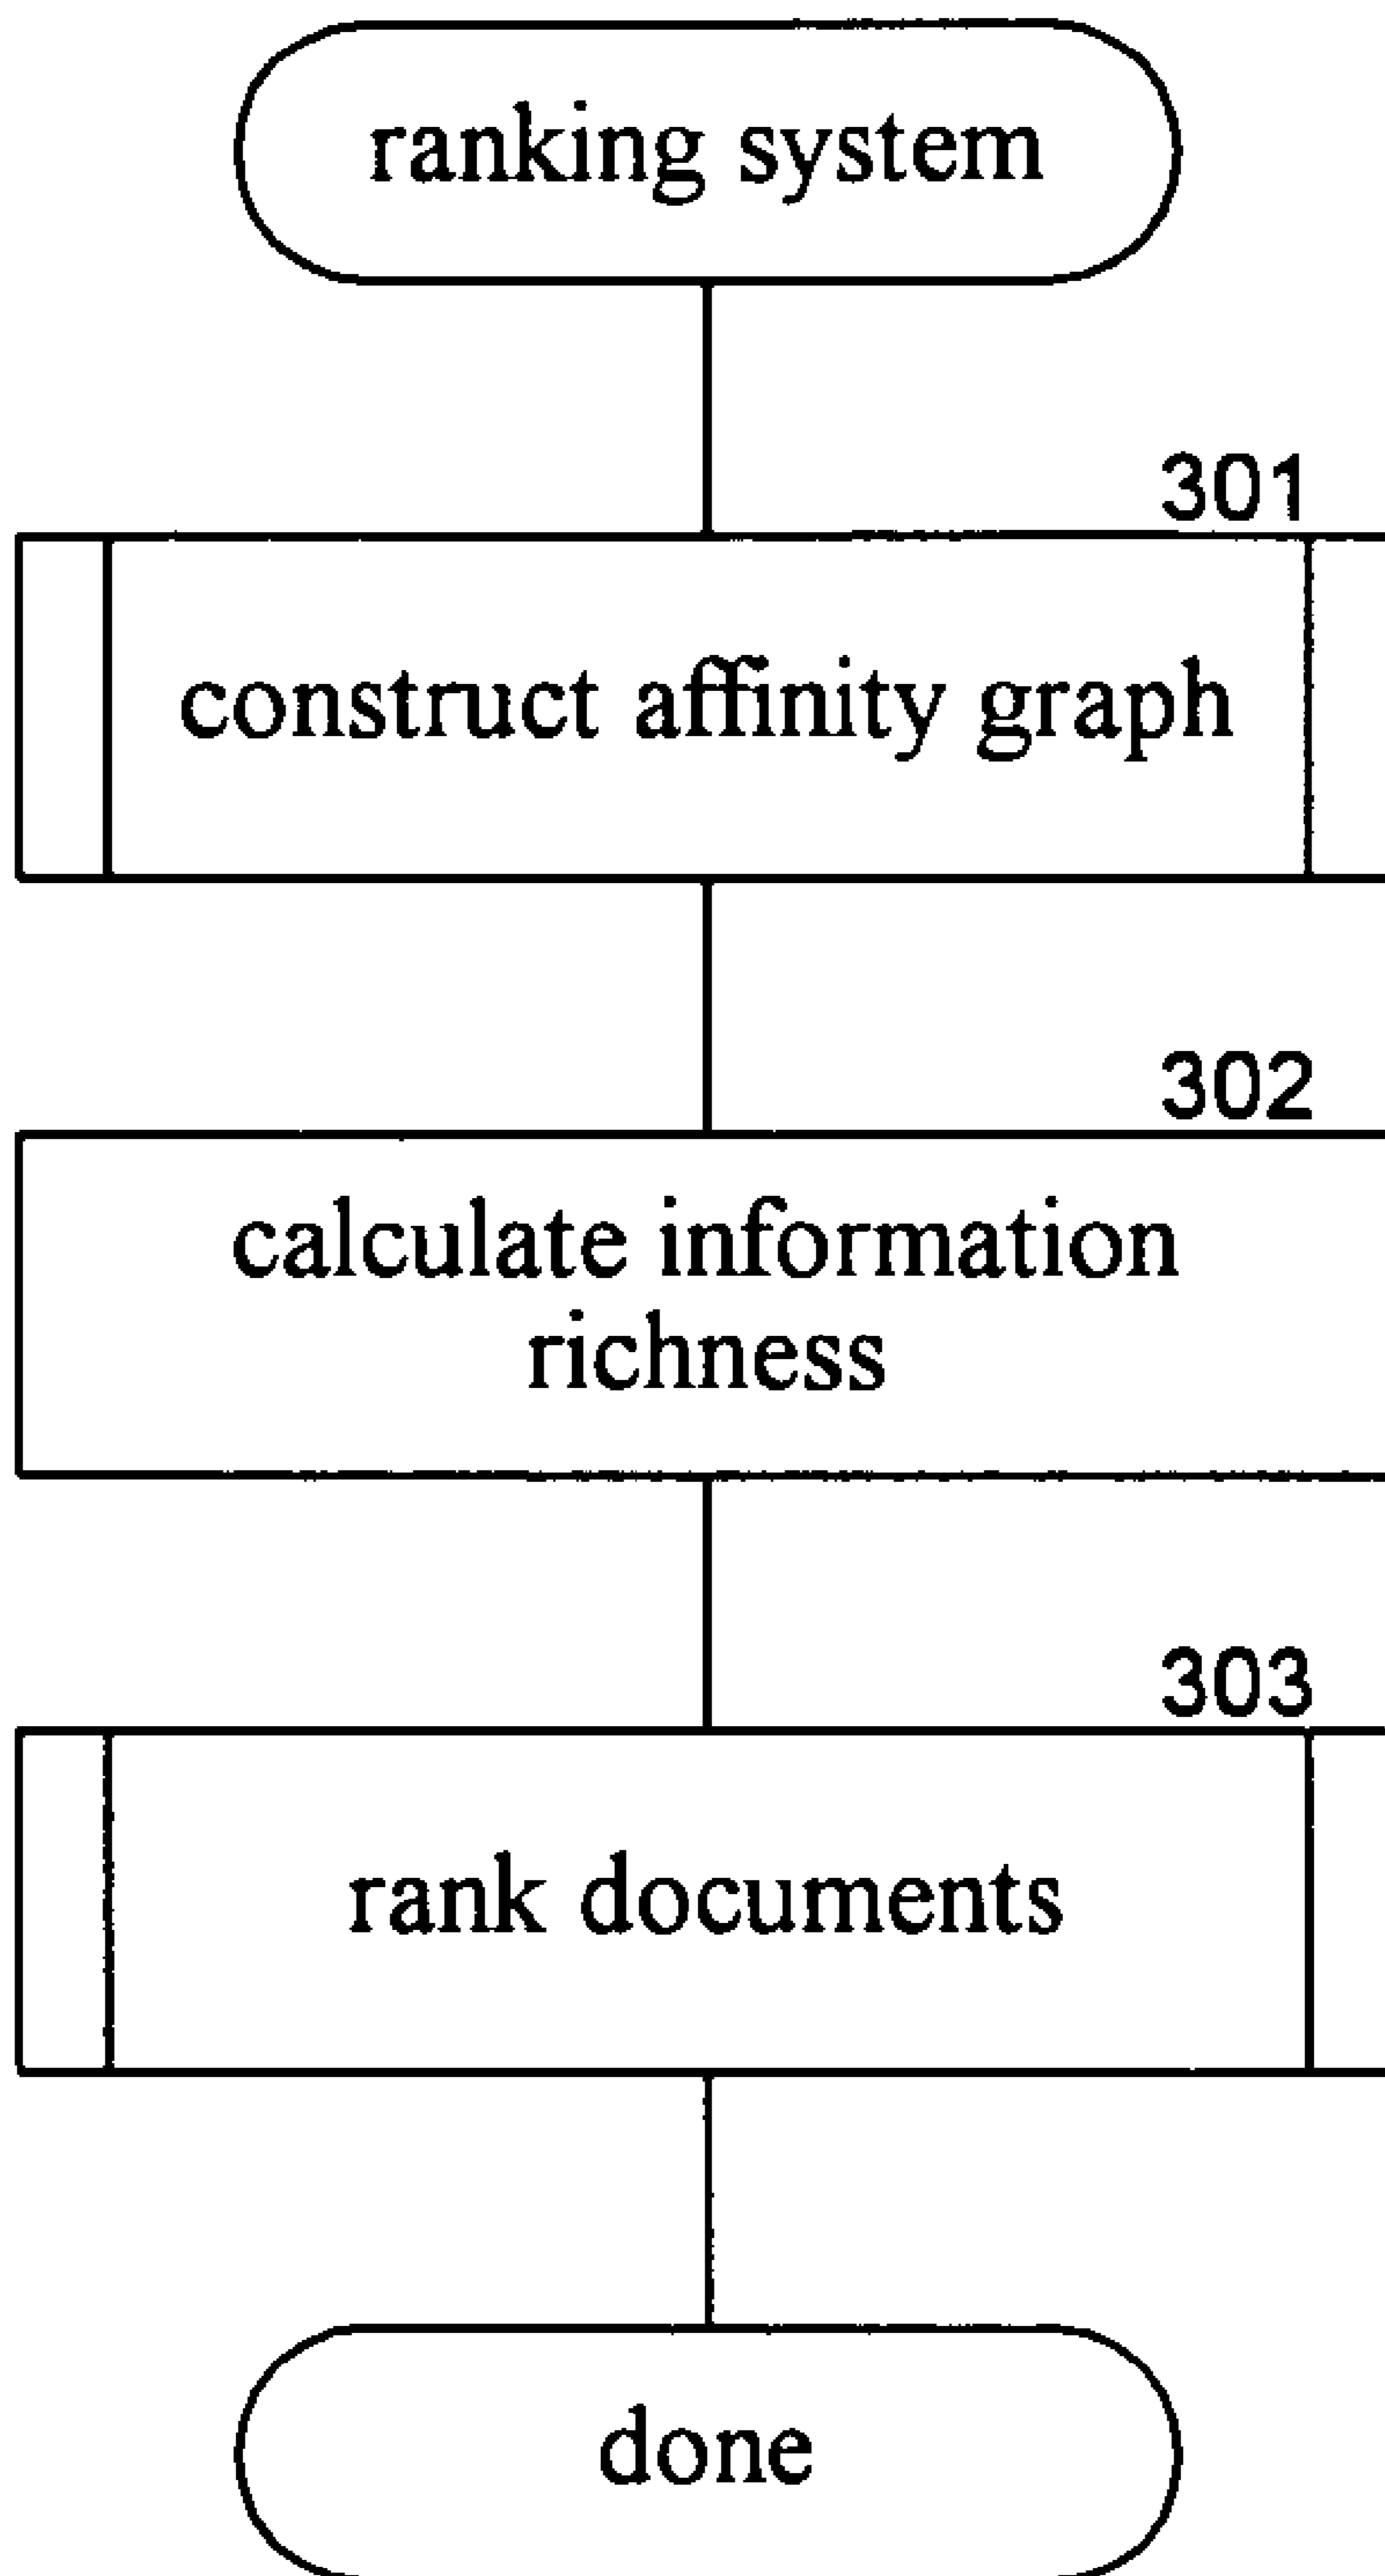 ranking system
301
construct affinity graph
302
calculate information
richness
303
rank documents
done